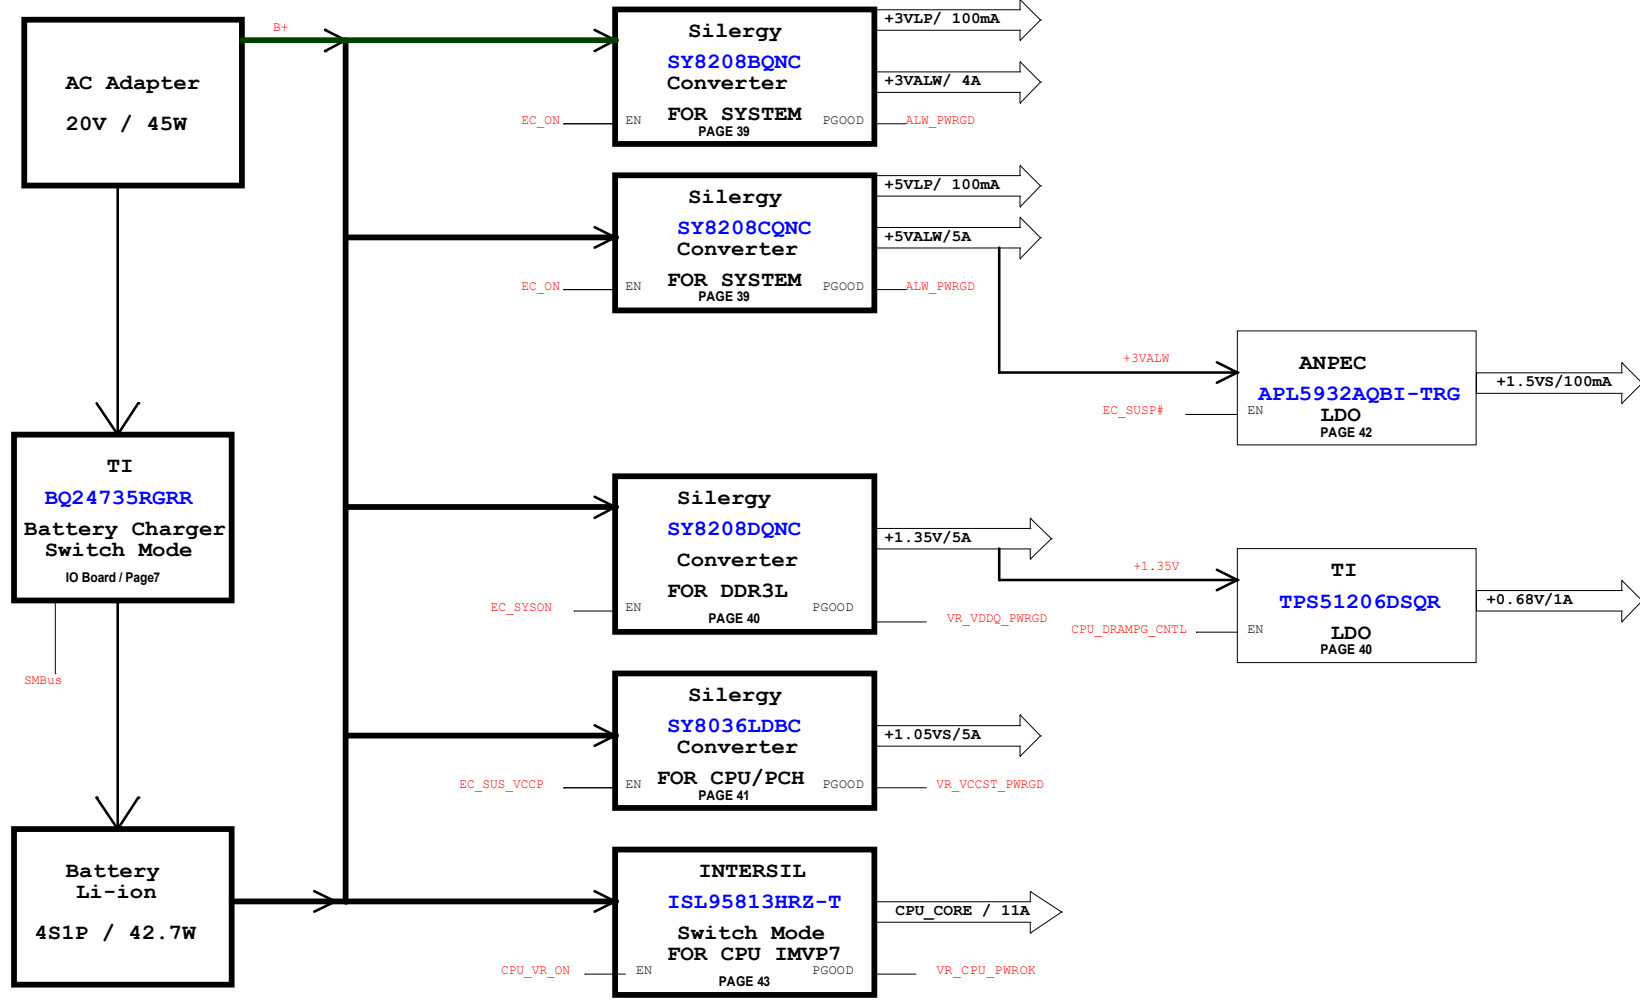 AC Adapter
20V / 45W
B+
Silergy
SY8208BQNC
Converter
FOR SYSTEM
PAGE 39
EC_ON
EN
PGOOD
ALW_PWRGD
+3VLP/ 100mA
+3VALW/ 4A
Silergy
SY8208CQNC
Converter
FOR SYSTEM
PAGE 39
EC_ON
EN
PGOOD
ALW_PWRGD
+5VLP/ 100mA
+5VALW/5A
+3VALW
EC_SUSP#
ANPEC
APL5932AQBI-TRG
EN
LDO
PAGE 42
+1.5VS/100mA
TI
BQ24735RGRR
Battery Charger
Switch Mode
IO Board / Page7
SMBus
Silergy
SY8208DQNC
Converter
FOR DDR3L
PAGE 40
EC_SYSON
EN
PGOOD
VR_VDDQ_PWRGD
+1.35V/5A
+1.35V
CPU_DRAMPG_CNTL
TI
TPS51206DSQR
EN
LDO
PAGE 40
+0.68V/1A
Silergy
SY8036LDBC
Converter
FOR CPU/PCH
PAGE 41
EC_SUS_VCCP
EN
PGOOD
VR_VCCST_PWRGD
+1.05VS/5A
Battery
Li-ion
4S1P / 42.7W
INTERSIL
ISL95813HRZ-T
Switch Mode
FOR CPU IMVP7
PAGE 43
CPU_VR_ON
EN
PGOOD
VR_CPU_PWROK
CPU_CORE / 11A